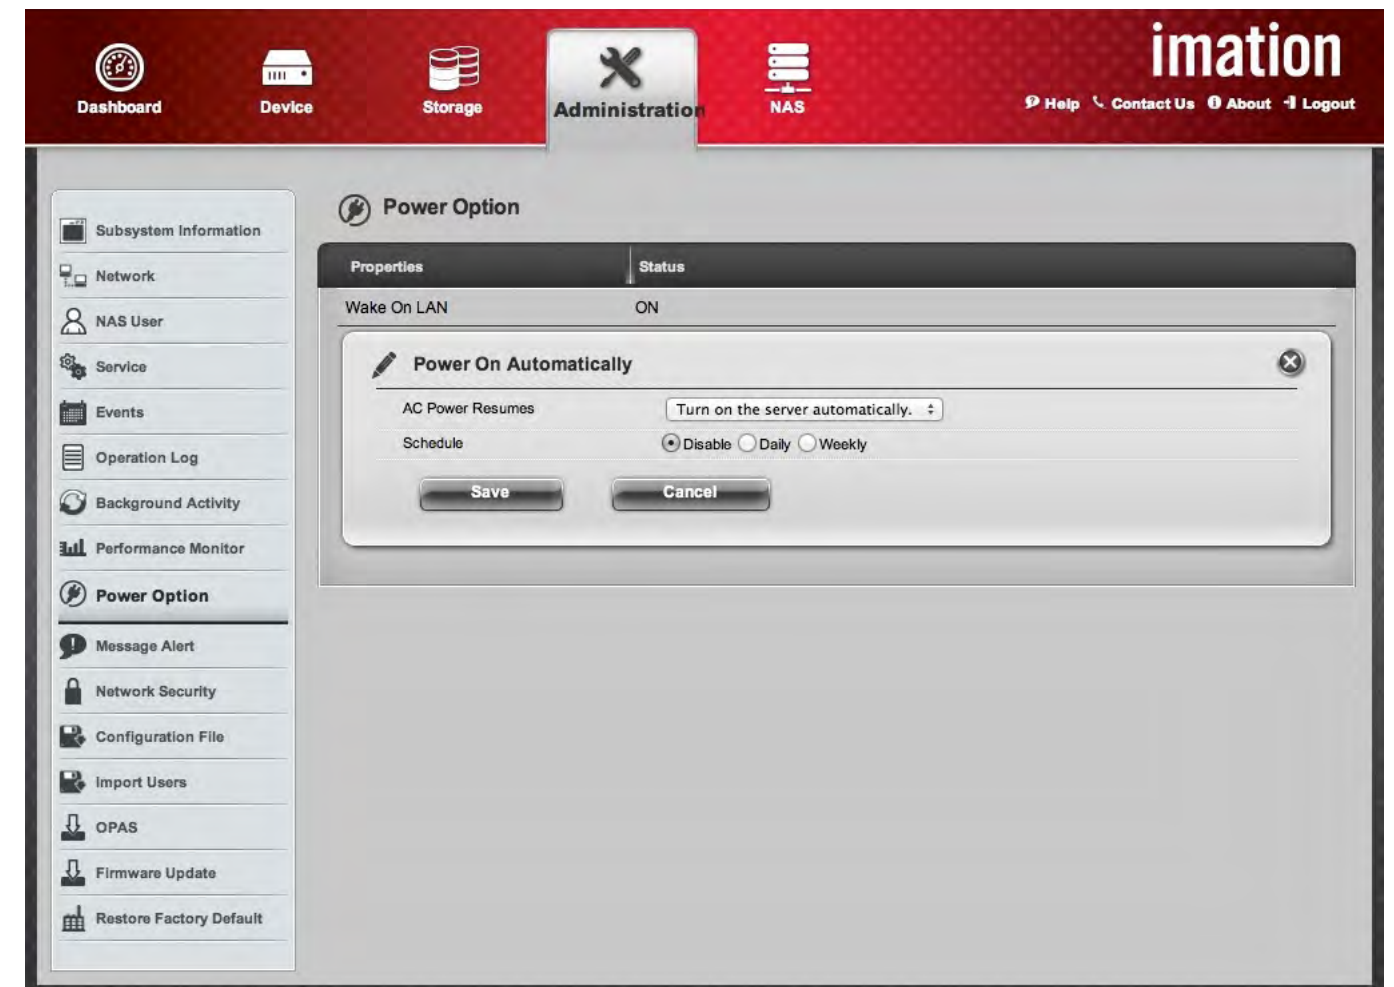 imation
Dashboard Device Storage Administration NAS
Help Contact Us About Logout
Power Option
Subsystem Information
Network
NAS User
Service
Events
Operation Log
Background Activity
Performance Monitor
Power Option
Message Alert
Network Security
Configuration File
Import Users
OPAS
Firmware Update
Restore Factory Default
Properties Status
Wake On LAN ON
Power On Automatically
AC Power Resumes Turn on the server automatically.
Schedule Disable Daily Weekly
Save Cancel